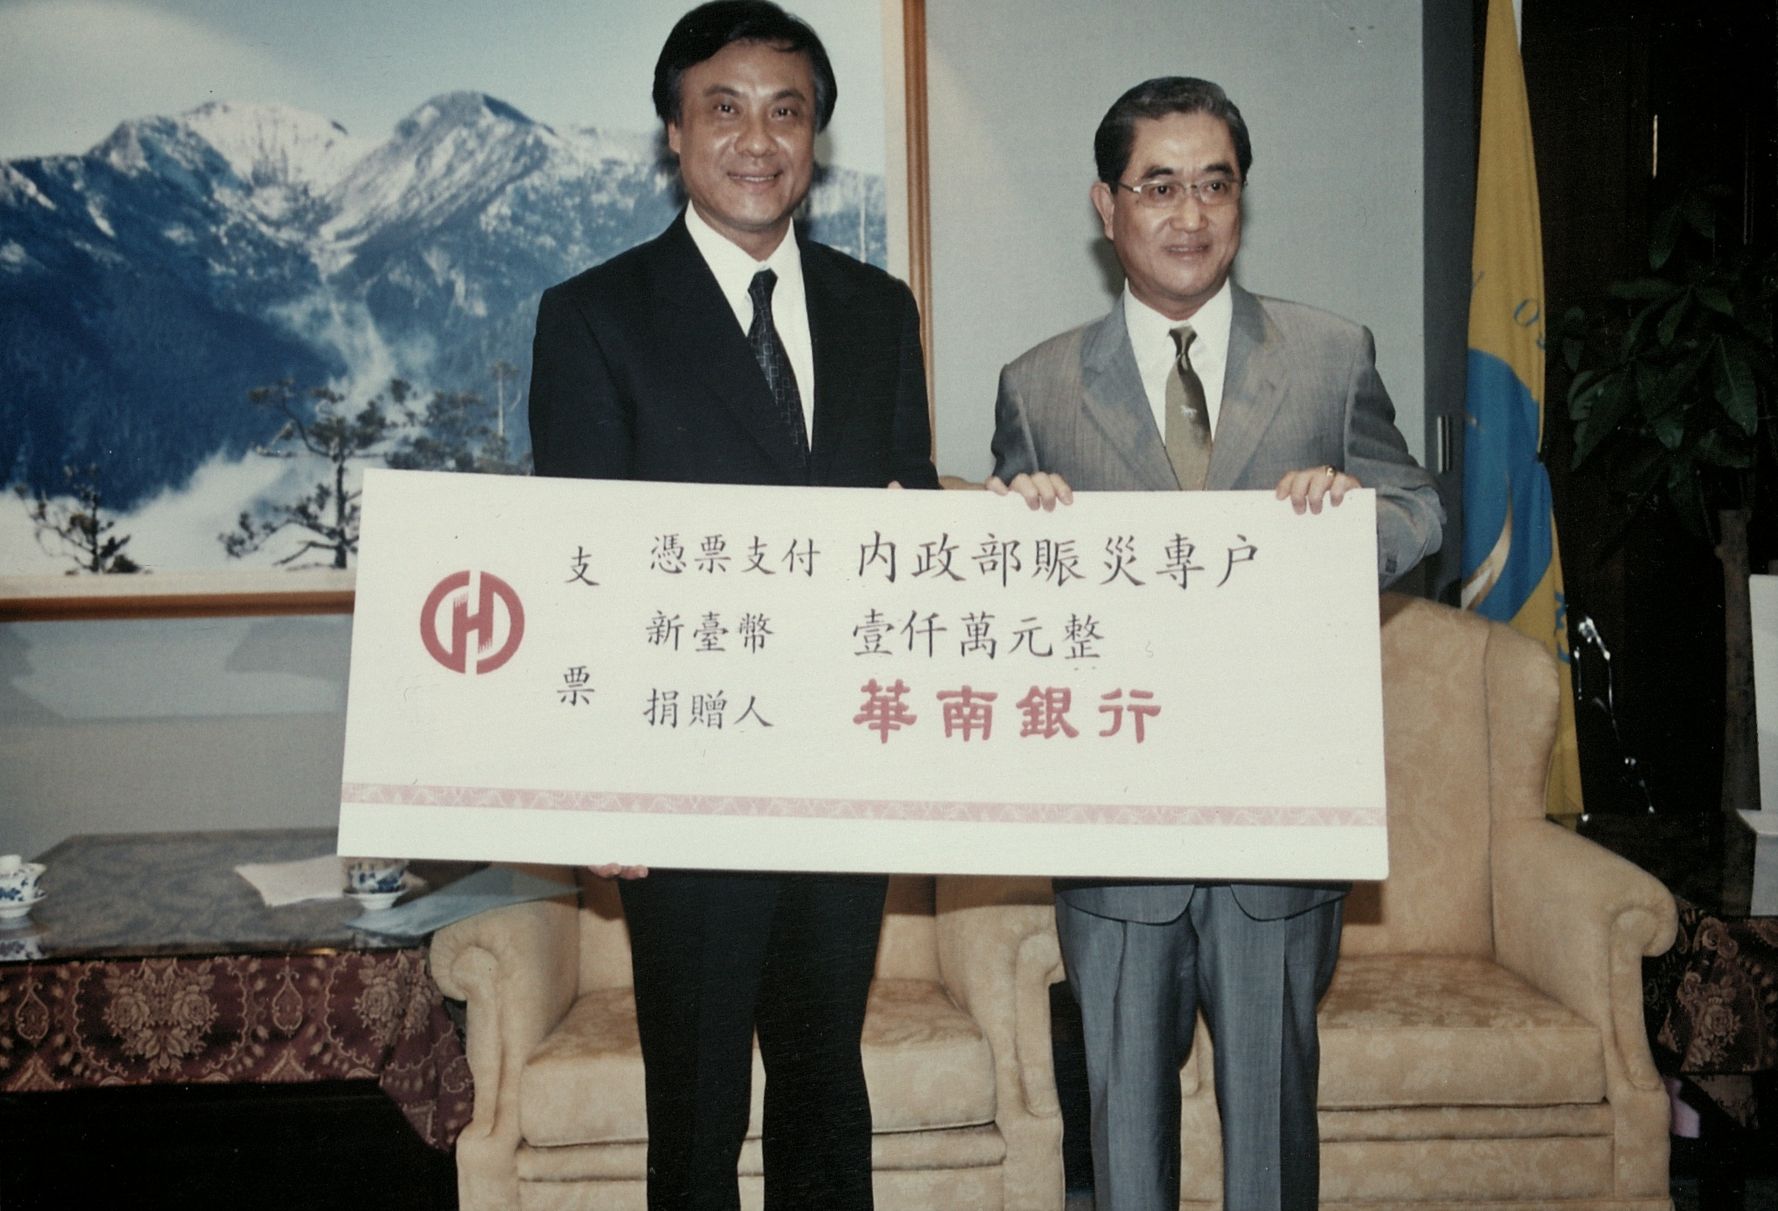 支票
憑票支付 內政部賑災專户
新臺幣 壹仟萬元整
捐贈人 華南銀行